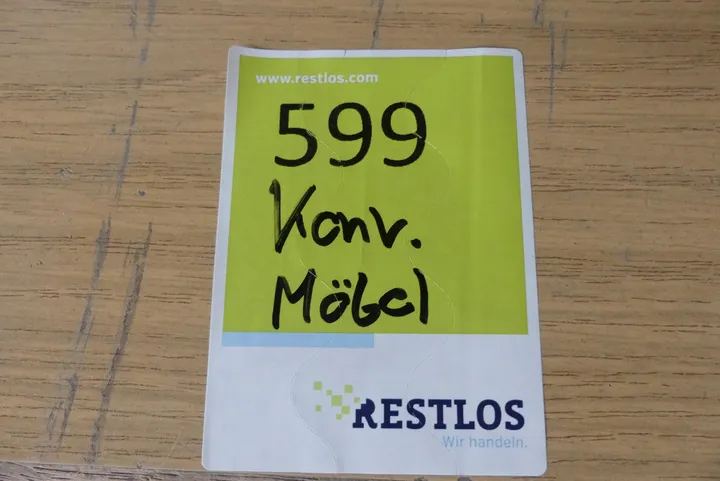 www.restlos.com
599
Konv.
Möbel
RESTLOS
Wir handeln.